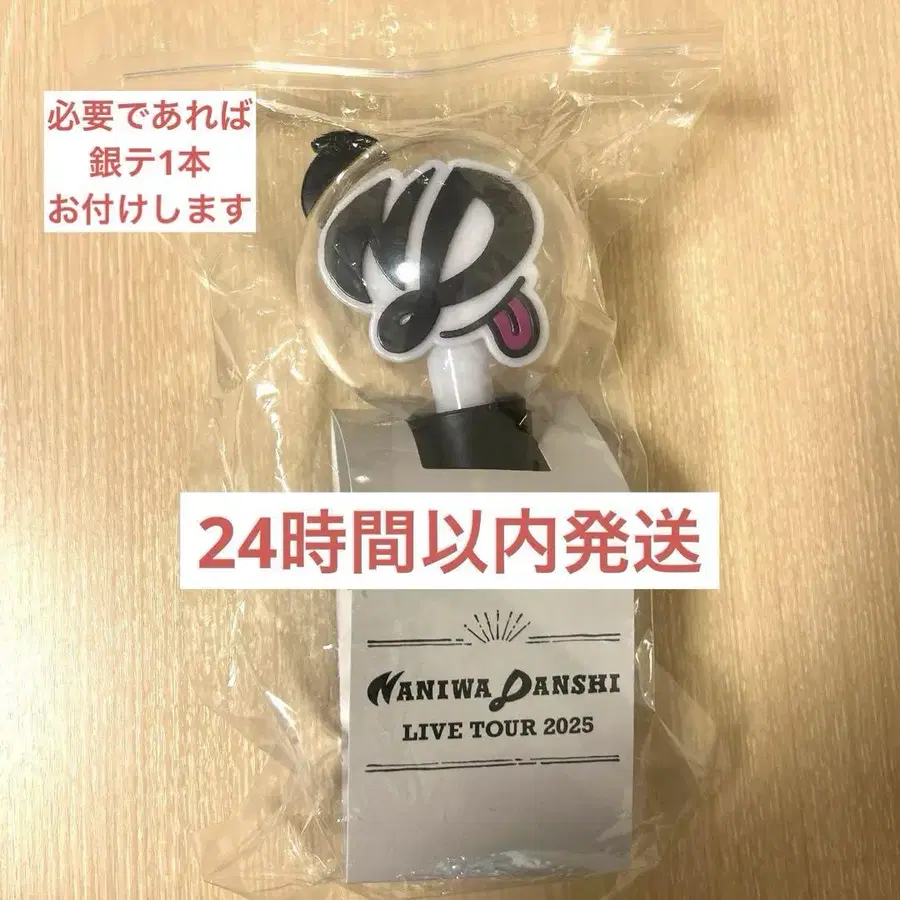 必要であれば
銀テ1本
お付けします
24時間以内発送
NANIWA DANSHI
LIVE TOUR 2025